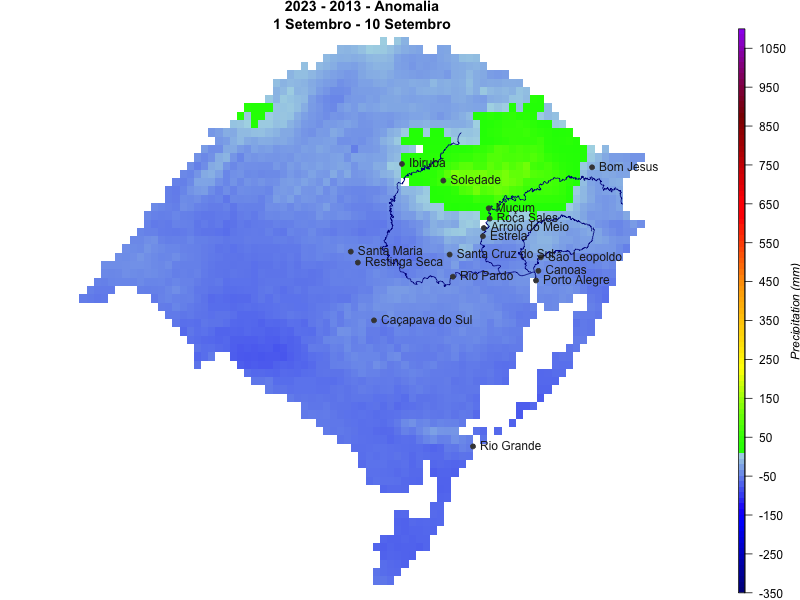 2023 - 2013 - Anomalia
1 Setembro - 10 Setembro
Ibirubá
Bom Jesus
Soledade
Muçum
Roca Sales
Arroio do Meio
Estrela
Santa Maria
Santa Cruz do Sul
São Leopoldo
Restinga Seca
Canoas
Rio Pardo
Porto Alegre
Caçapava do Sul
Rio Grande
1050
950
850
750
650
550
450
350
250
150
50
-50
-150
-250
-350
Precipitation (mm)